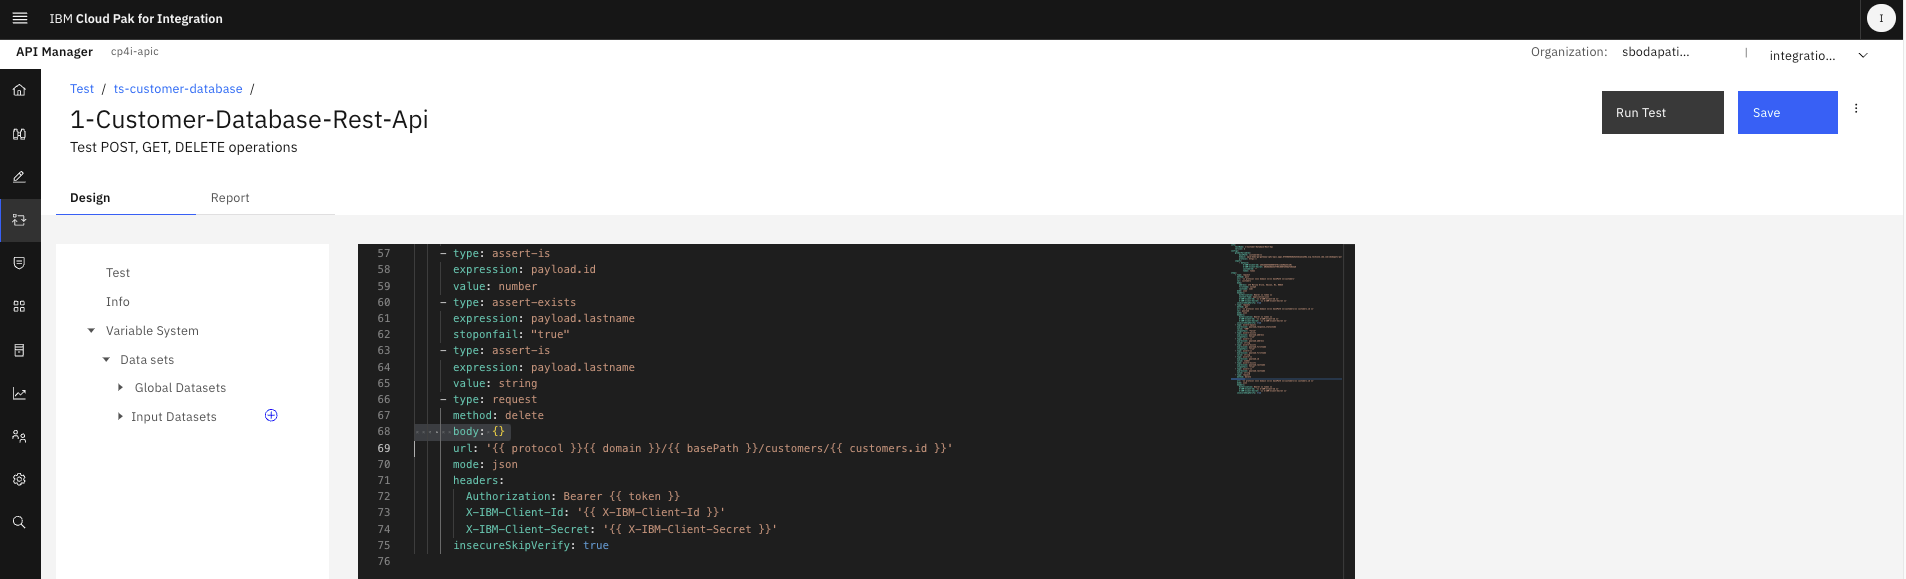 IBM Cloud Pak for Integration
I
API Manager cp4i-apic
Organization: sbodapati... | integratio...
Test / ts-customer-database /
1-Customer-Database-Rest-Api
Test POST, GET, DELETE operations
Run Test
Save
Design
Report
Test
Info
Variable System
Data sets
Global Datasets
Input Datasets
57 - type: assert-is
58 expression: payload.id
59 value: number
60 - type: assert-exists
61 expression: payload.lastname
62 stoponfail: "true"
63 - type: assert-is
64 expression: payload.lastname
65 value: string
66 - type: request
67 method: delete
68 body: {}
69 url: '{{ protocol }}{{ domain }}/{{ basePath }}/customers/{{ customers.id }}'
70 mode: json
71 headers:
72 Authorization: Bearer {{ token }}
73 X-IBM-Client-Id: '{{ X-IBM-Client-Id }}'
74 X-IBM-Client-Secret: '{{ X-IBM-Client-Secret }}'
75 insecureSkipVerify: true
76